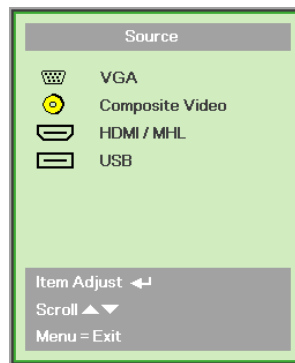 Source
VGA
Composite Video
HDMI / MHL
USB
Item Adjust
Scroll
Menu = Exit